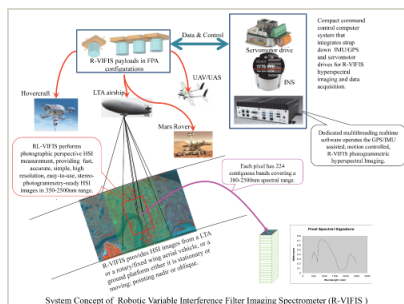 R-VIFIS payloads in FPA
configurations
Data & Control
Servomotor drive
INS
Compact command
control computer
system that
integrates strap
down IMU/GPS
and servomotor
drives for R-VIFIS
hyperspectral
imaging and data
acquisition.
UAV/UAS
Hovercraft
LTA airship
Mars Rover
Dedicated multithreading realtime
software operates the GPS/IMU
assisted, motion controlled,
R-VIFIS photogrammetric
hyperspectral Imaging.
RL-VIFIS performs
photographic perspective HSI
measurement, providing fast,
accurate, simple, high
resolution, easy-to-use, stereo-
photogrammetry-ready HSI
images in 350-2500nm range.
Each pixel has 224
contiguous bands covering a
380-2500nm spectral range.
R-VIFIS provides HSI images from a LTA
or a rotary/fixed wing aerial vehicle, or a
ground platform either it is stationary or
moving; pointing nadir or oblique.
Pixel Spectral Signature
System Concept of Robotic Variable Interference Filter Imaging Spectrometer (R-VIFIS )